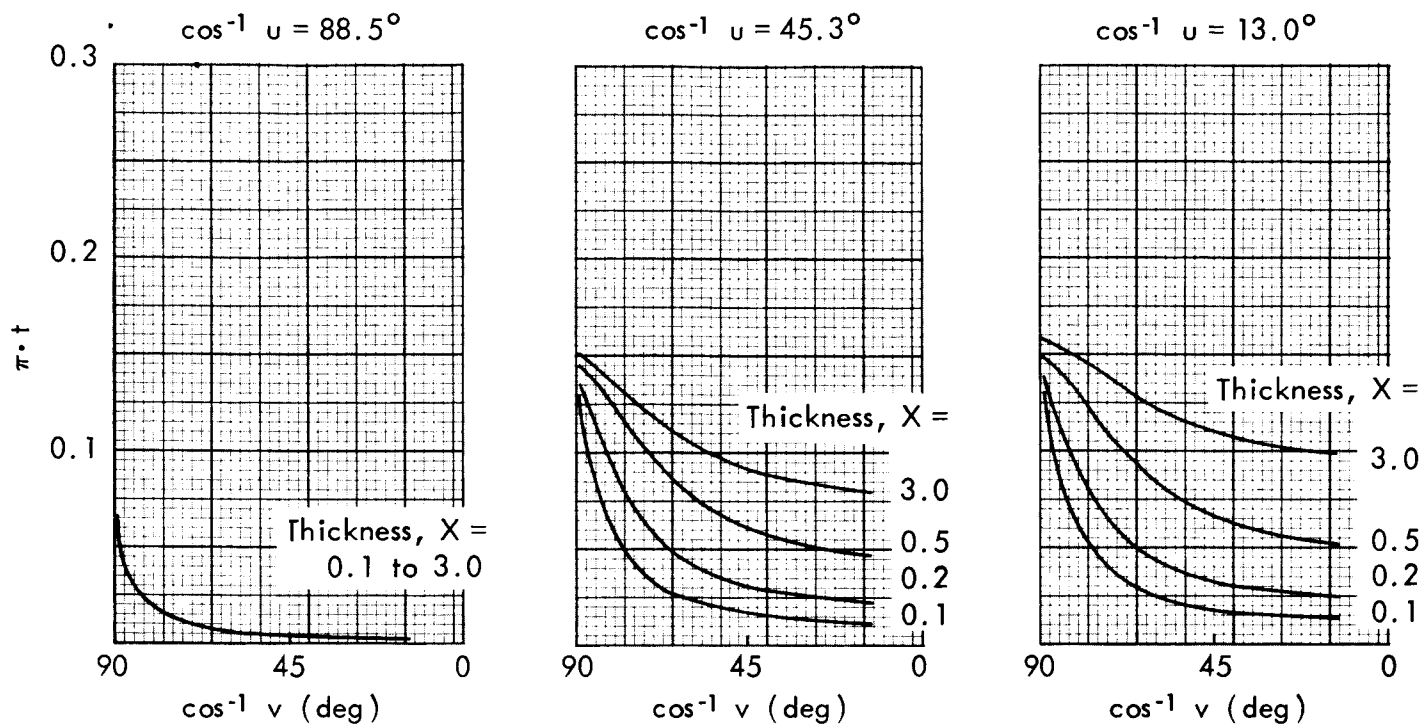 cos⁻¹ u = 88.5°
cos⁻¹ u = 45.3°
cos⁻¹ u = 13.0°
0.3
0.2
0.1
π · t
Thickness, X =
0.1 to 3.0
90
45
0
cos⁻¹ v (deg)
Thickness, X =
3.0
0.5
0.2
0.1
90
45
0
cos⁻¹ v (deg)
Thickness, X =
3.0
0.5
0.2
0.1
90
45
0
cos⁻¹ v (deg)